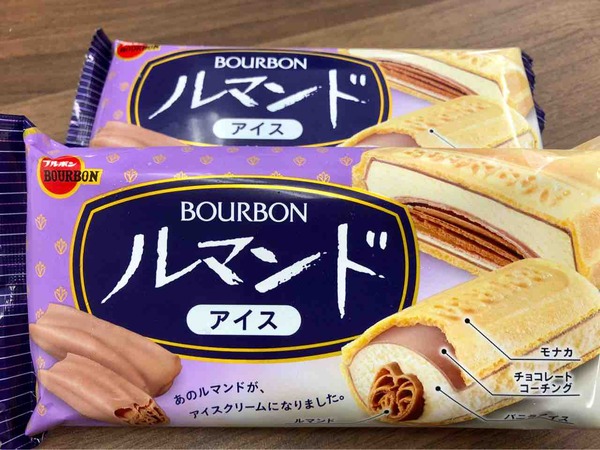 BOURBON
BOURBON
ルマンド
アイス
ブルボン
BOURBON
BOURBON
ルマンド
アイス
モナカ
チョコレート
コーチング
あのルマンドが、
アイスクリームになりました。
ルマンド